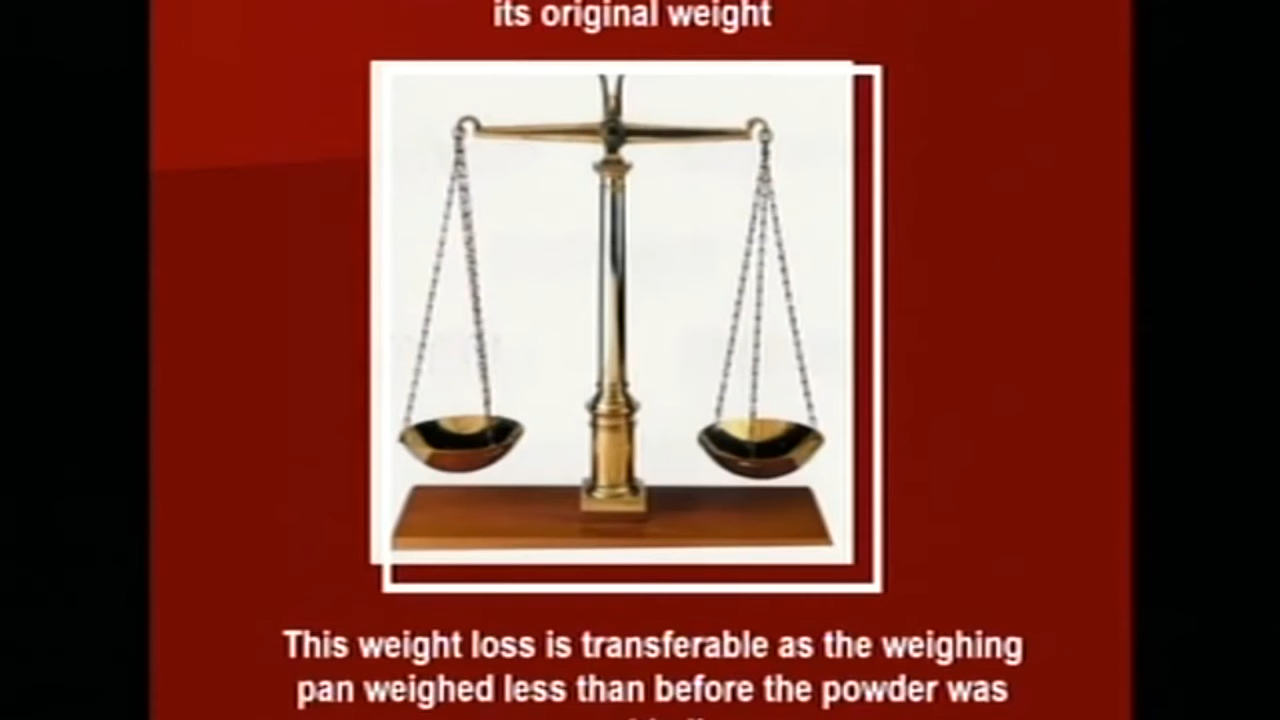 its original weight
This weight loss is transferable as the weighing
pan weighed less than before the powder was